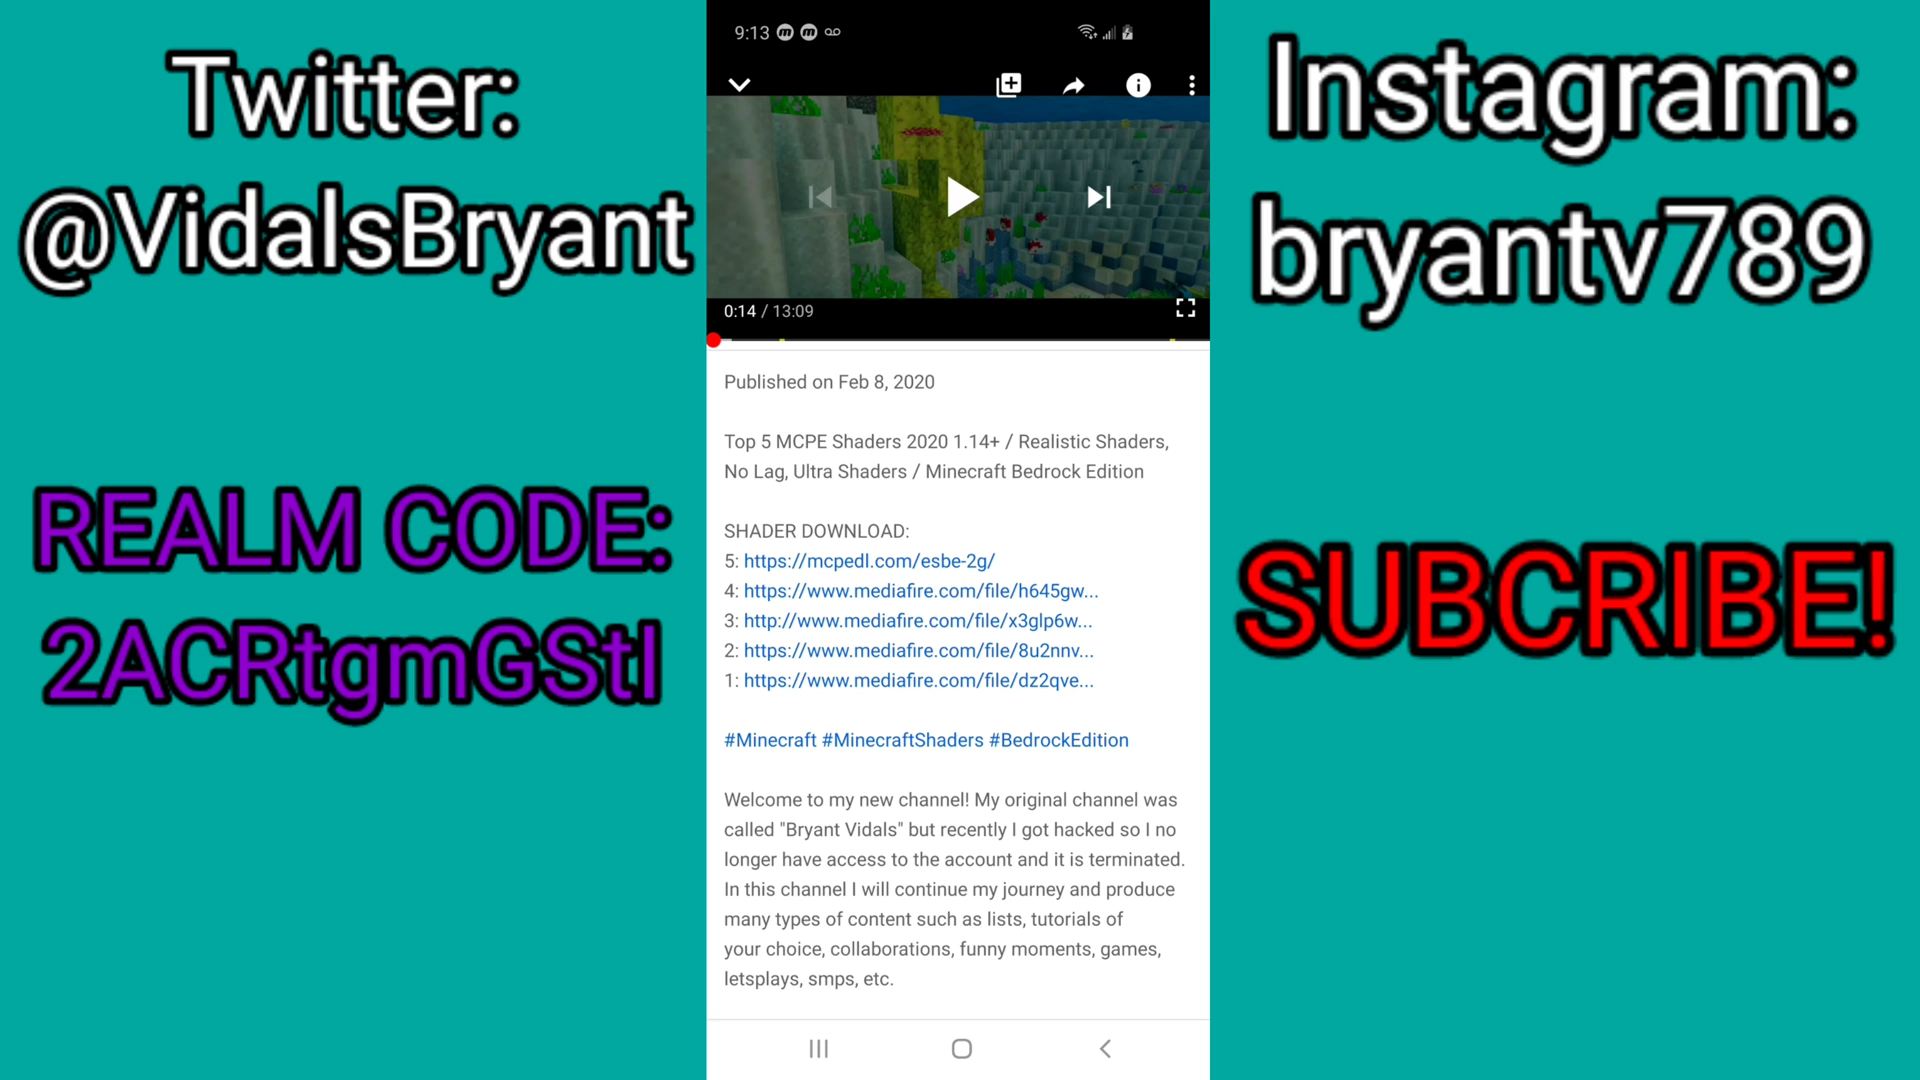 Twitter:
@VidalsBryant
REALM CODE:
2ACRtgmGStl
9:13
0:14 / 13:09
Published on Feb 8, 2020
Top 5 MCPE Shaders 2020 1.14+ / Realistic Shaders,
No Lag, Ultra Shaders / Minecraft Bedrock Edition
SHADER DOWNLOAD:
5: https://mcpedl.com/esbe-2g/
4: https://www.mediafire.com/file/h645gw...
3: http://www.mediafire.com/file/x3glp6w...
2: https://www.mediafire.com/file/8u2nnv...
1: https://www.mediafire.com/file/dz2qve...
#Minecraft #MinecraftShaders #BedrockEdition
Welcome to my new channel! My original channel was
called "Bryant Vidals" but recently I got hacked so I no
longer have access to the account and it is terminated.
In this channel I will continue my journey and produce
many types of content such as lists, tutorials of
your choice, collaborations, funny moments, games,
letsplays, smps, etc.
Instagram:
bryantv789
SUBCRIBE!